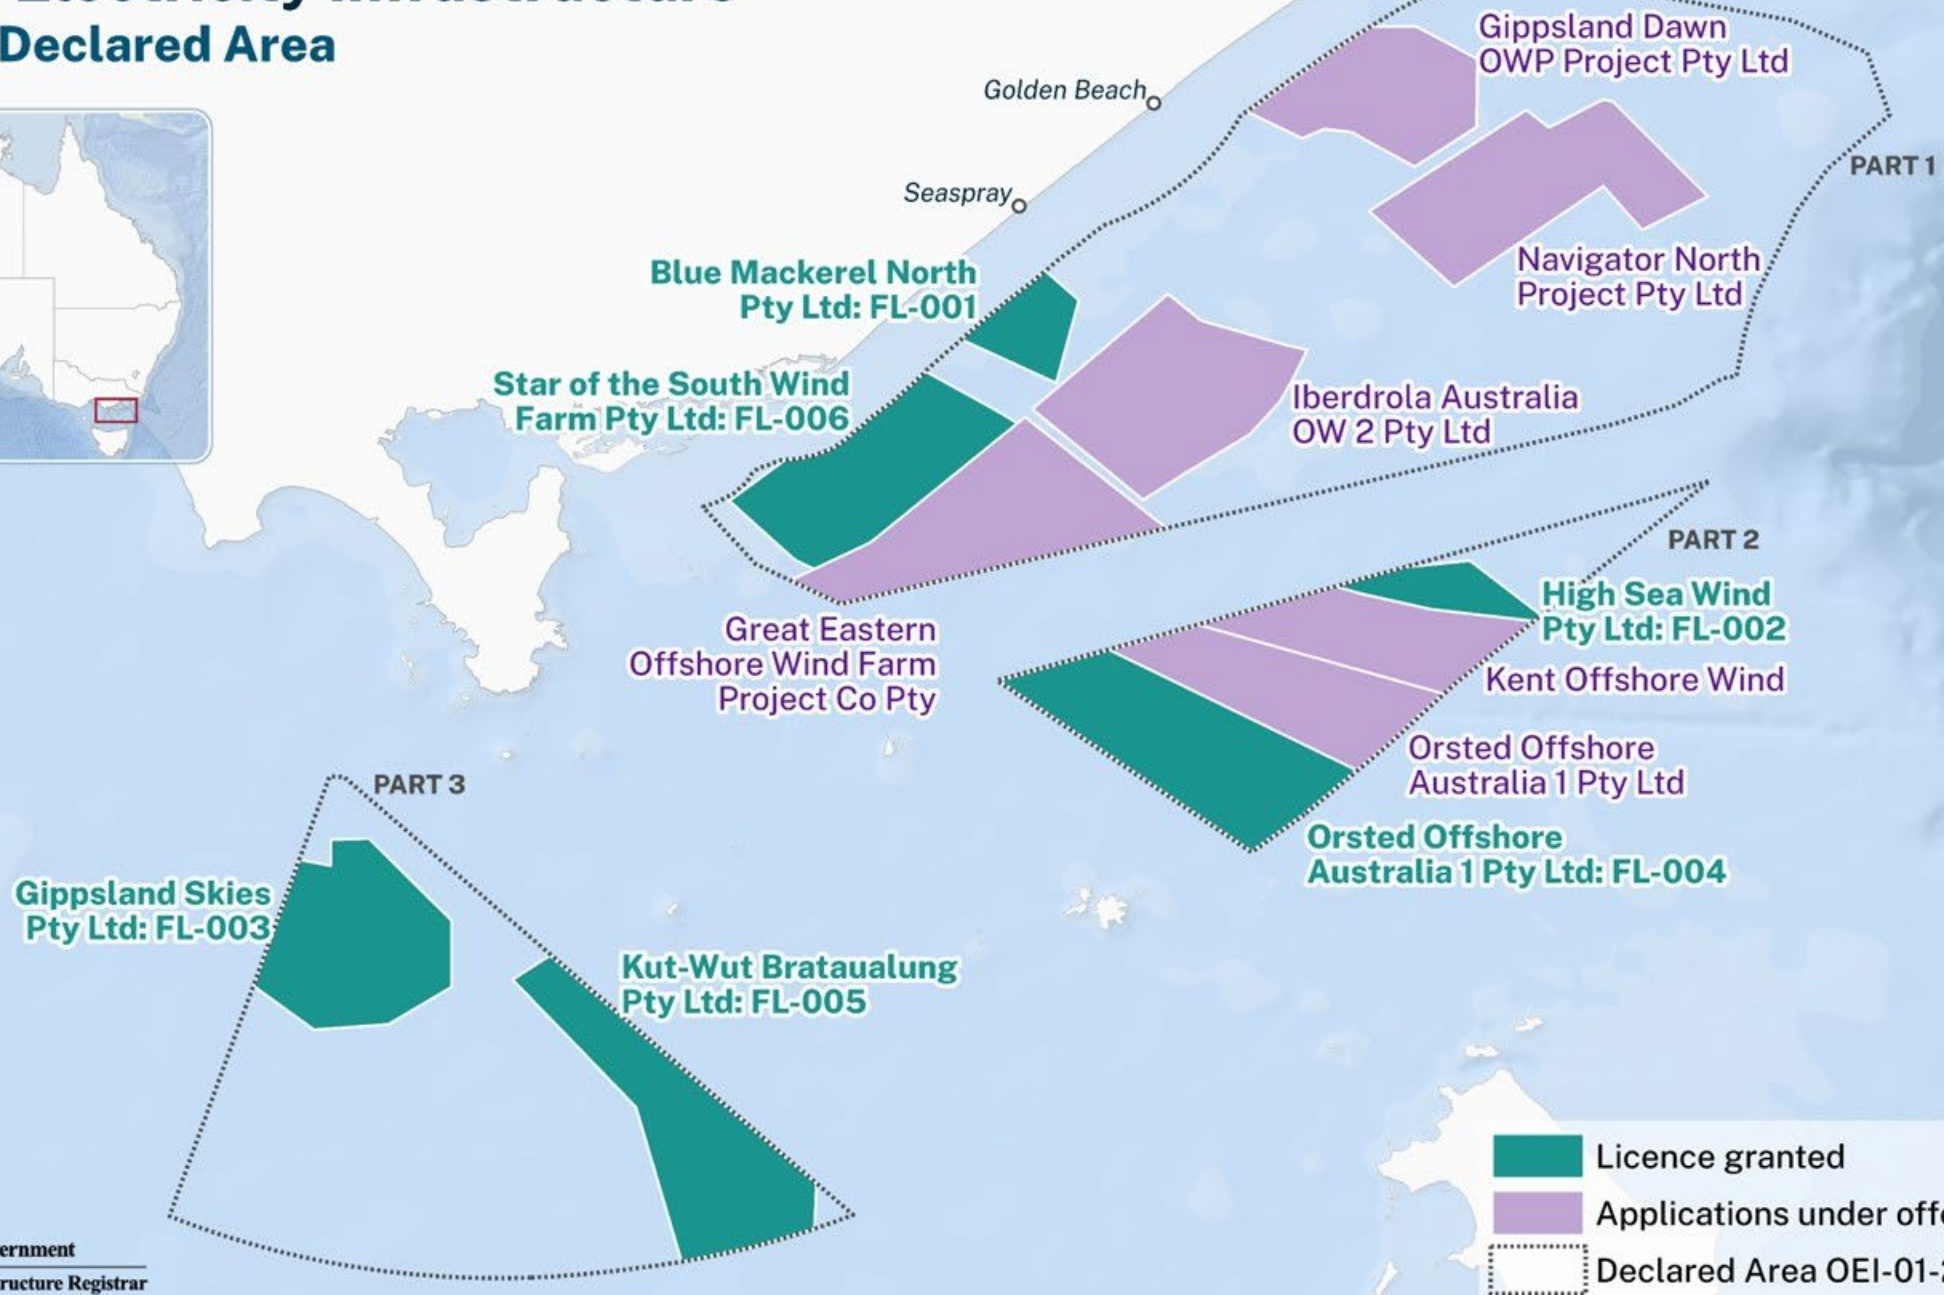 Electricity Infrastructure
Declared Area
Gippsland Dawn
OWP Project Pty Ltd
Golden Beach
PART 1
Seaspray
Navigator North
Project Pty Ltd
Blue Mackerel North
Pty Ltd: FL-001
Star of the South Wind
Farm Pty Ltd: FL-006
Iberdrola Australia
OW 2 Pty Ltd
PART 2
High Sea Wind
Pty Ltd: FL-002
Great Eastern
Offshore Wind Farm
Project Co Pty
Kent Offshore Wind
Orsted Offshore
Australia 1 Pty Ltd
Orsted Offshore
Australia 1 Pty Ltd: FL-004
PART 3
Gippsland Skies
Pty Ltd: FL-003
Kut-Wut Brataualung
Pty Ltd: FL-005
Licence granted
Applications under
Declared Area OEI-01-
ernment
ructure Registrar